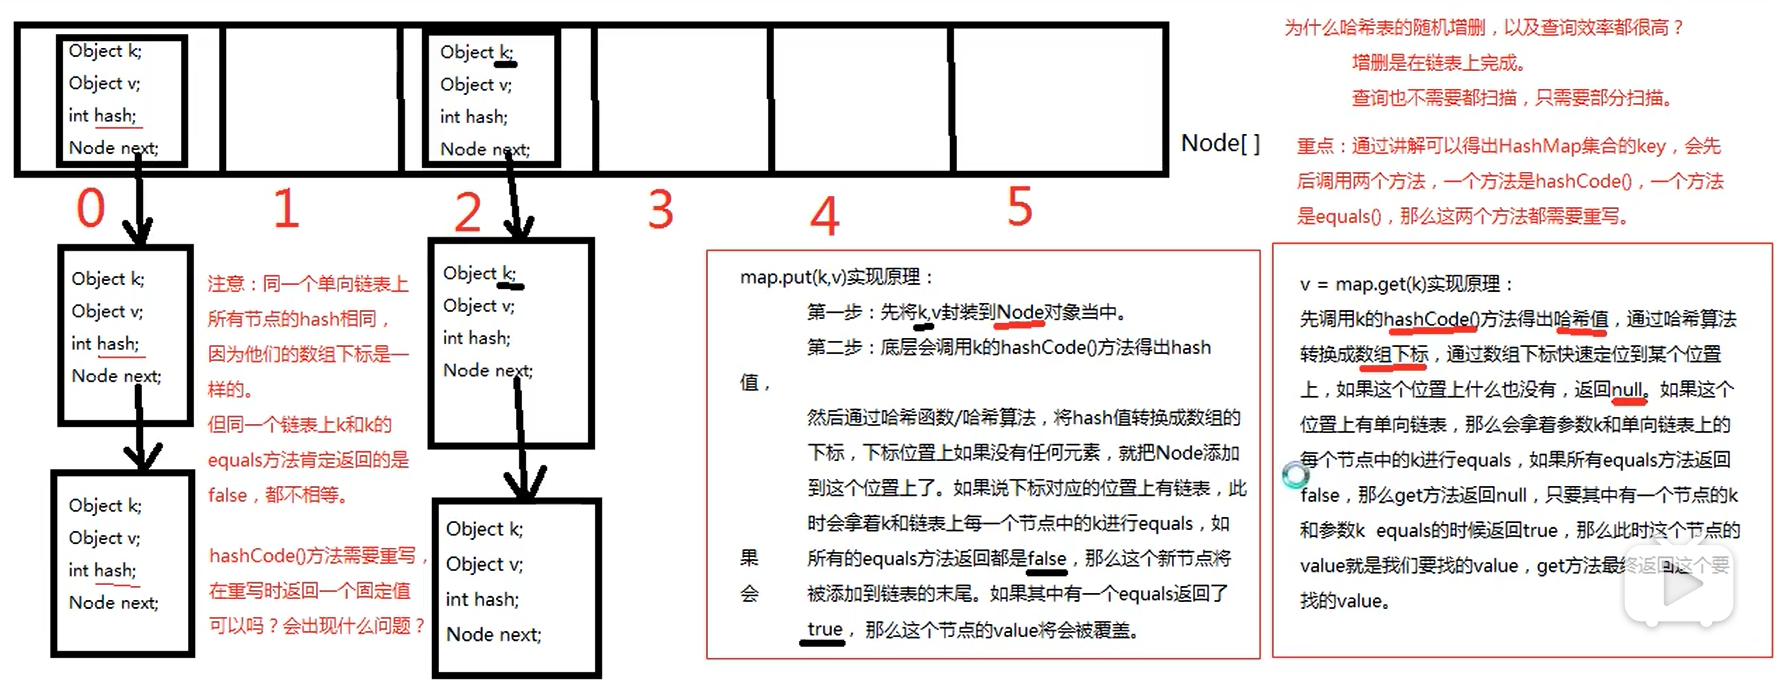 Object k;
Object v;
int hash;
Node next;
Object k;
Object v;
int hash;
Node next;
Node[ ]
0
1
2
3
4
5
Object k;
Object v;
int hash;
Node next;
Object k;
Object v;
int hash;
Node next;
Object k;
Object v;
int hash;
Node next;
Object k;
Object v;
int hash;
Node next;
注意：同一个单向链表上
所有节点的hash相同，
因为他们的数组下标是一
样的。
但同一个链表上k和k的
equals方法肯定返回的是
false，都不相等。
hashCode()方法需要重写，
在重写时返回一个固定值
可以吗？会出现什么问题？
为什么哈希表的随机增删，以及查询效率都很高？
增删是在链表上完成。
查询也不需要都扫描，只需要部分扫描。
重点：通过讲解可以得出HashMap集合的key，会先
后调用两个方法，一个方法是hashCode()，一个方法
是equals()，那么这两个方法都需要重写。
map.put(k,v)实现原理：
第一步：先将k,v封装到Node对象当中。
第二步：底层会调用k的hashCode()方法得出hash
值，
然后通过哈希函数/哈希算法，将hash值转换成数组的
下标，下标位置上如果没有任何元素，就把Node添加
到这个位置上了。如果说下标对应的位置上有链表，此
时会拿着k和链表上每一个节点中的k进行equals，如
果 所有的equals方法返回都是false，那么这个新节点将
会 被添加到链表的末尾。如果其中有一个equals返回了
true，那么这个节点的value将会被覆盖。
v = map.get(k)实现原理：
先调用k的hashCode()方法得出哈希值，通过哈希算法
转换成数组下标，通过数组下标快速定位到某个位置
上，如果这个位置上什么也没有，返回null。如果这个
位置上有单向链表，那么会拿着参数k和单向链表上的
每个节点中的k进行equals，如果所有equals方法返回
false，那么get方法返回null，只要其中有一个节点的k
和参数k equals的时候返回true，那么此时这个节点的
value就是我们要找的value，get方法最终返回这个要
找的value。